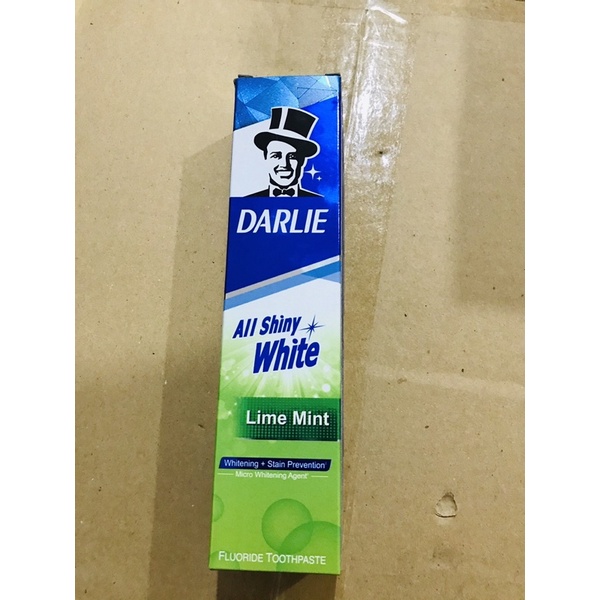 DARLIE
All Shiny
White
Lime Mint
Whitening + Stain Prevention
Micro Whitening Agent
FLUORIDE TOOTHPASTE